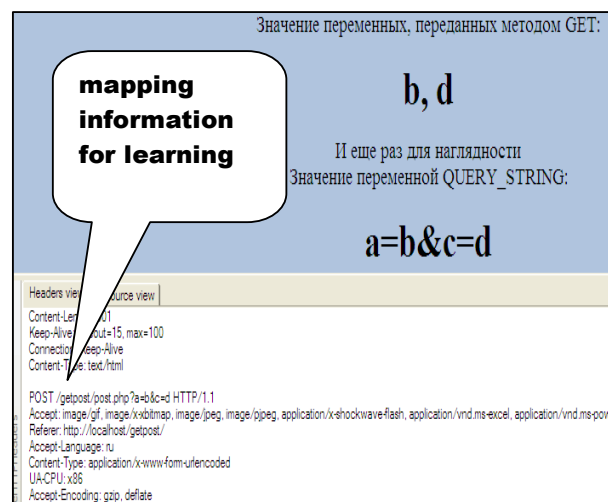 Значение переменных, переданных методом GET:
mapping
information
for learning
b, d
И еще раз для наглядности
Значение переменной QUERY_STRING:
a=b&c=d
Headers view
ource view
Content-Le 01
Keep-Alive out=15, max=100
Connection eep-Alive
Content-T e: text/html
POST /getpost/post.php?a=b&c=d HTTP/1.1
Accept: image/gif, image/x-xbitmap, image/jpeg, image/pjpeg, application/x-shockwave-flash, application/vnd.ms-excel, application/vnd.ms-pow
Referer: http://localhost/getpost/
Accept-Language: ru
Content-Type: application/x-www-form-urlencoded
UA-CPU: x86
Accept-Encoding: gzip, deflate